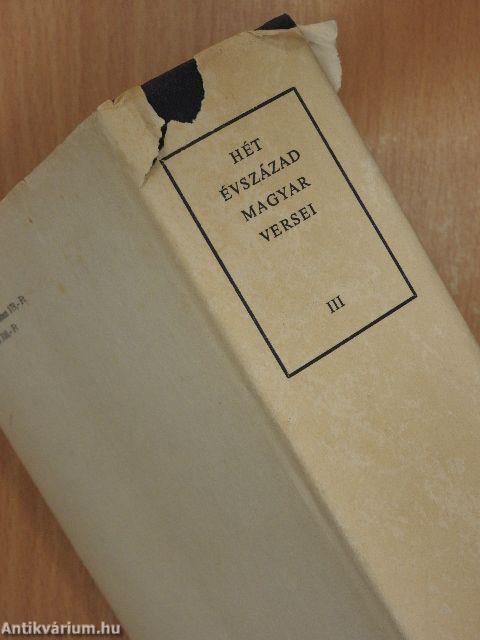 HÉT
ÉVSZÁZAD
MAGYAR
VERSEI
III
Antikvárium.hu